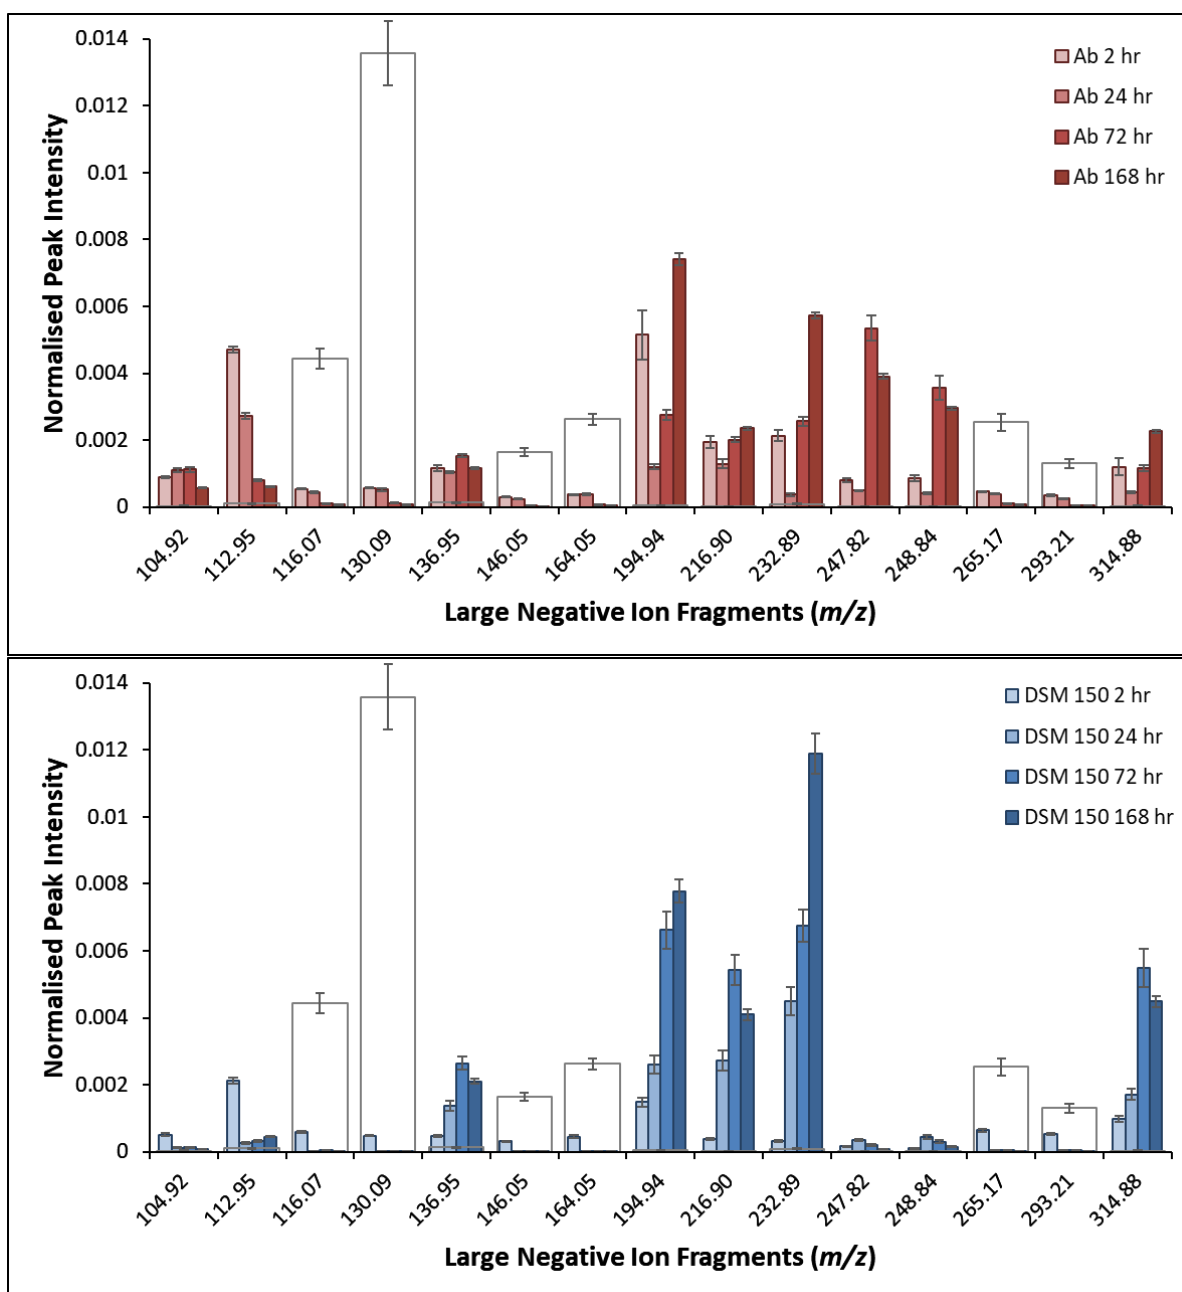 0.014
0.012
0.01
0.008
0.006
0.004
0.002
0
Normalised Peak Intensity
Ab 2 hr
Ab 24 hr
Ab 72 hr
Ab 168 hr
104.92 112.95 116.07 130.09 136.95 146.05 164.05 194.94 216.90 232.89 247.82 248.84 265.17 293.21 314.88
Large Negative Ion Fragments (m/z)
0.014
0.012
0.01
0.008
0.006
0.004
0.002
0
Normalised Peak Intensity
DSM 150 2 hr
DSM 150 24 hr
DSM 150 72 hr
DSM 150 168 hr
104.92 112.95 116.07 130.09 136.95 146.05 164.05 194.94 216.90 232.89 247.82 248.84 265.17 293.21 314.88
Large Negative Ion Fragments (m/z)